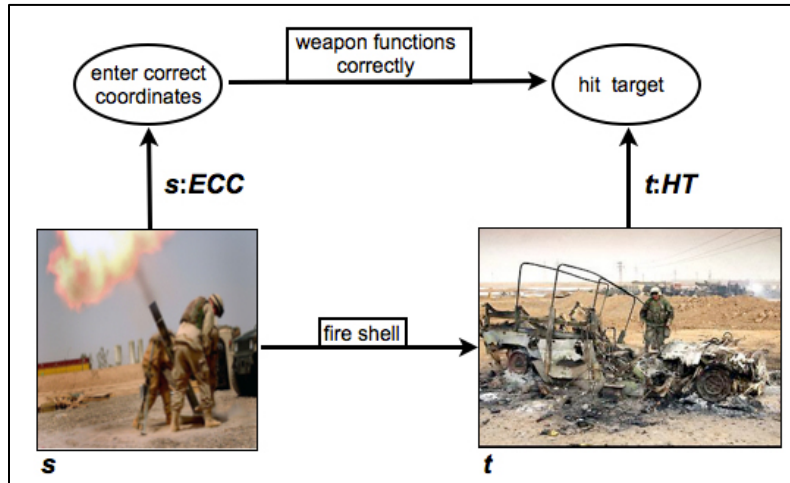 weapon functions
correctly
enter correct
coordinates
hit target
s:ECC
t:HT
fire shell
s
t